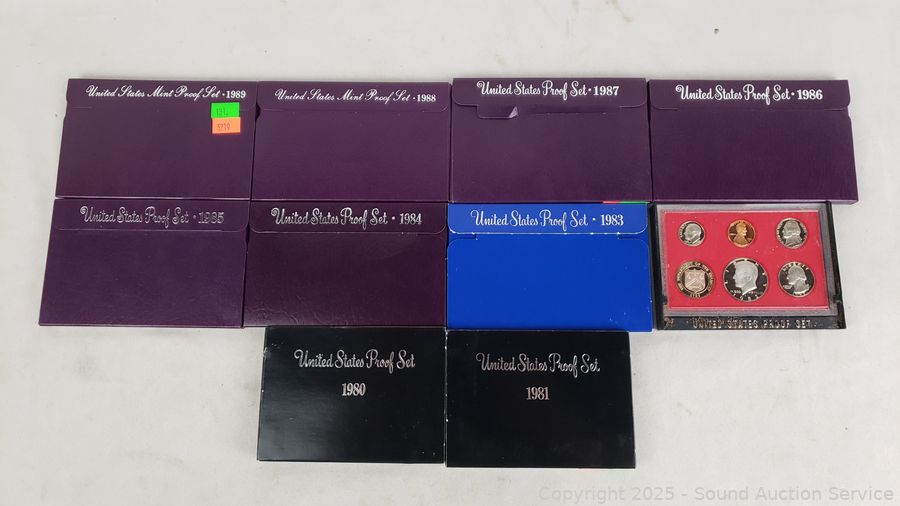 United States Mint Proof Set • 1989
United States Mint Proof Set • 1988
United States Proof Set • 1987
United States Proof Set • 1986
United States Proof Set • 1985
United States Proof Set • 1984
United States Proof Set • 1983
LIBERTY
UNITED STATES PROOF SET
United States Proof Set
1980
United States Proof Set
1981
Copyright 2025 - Sound Auction Service